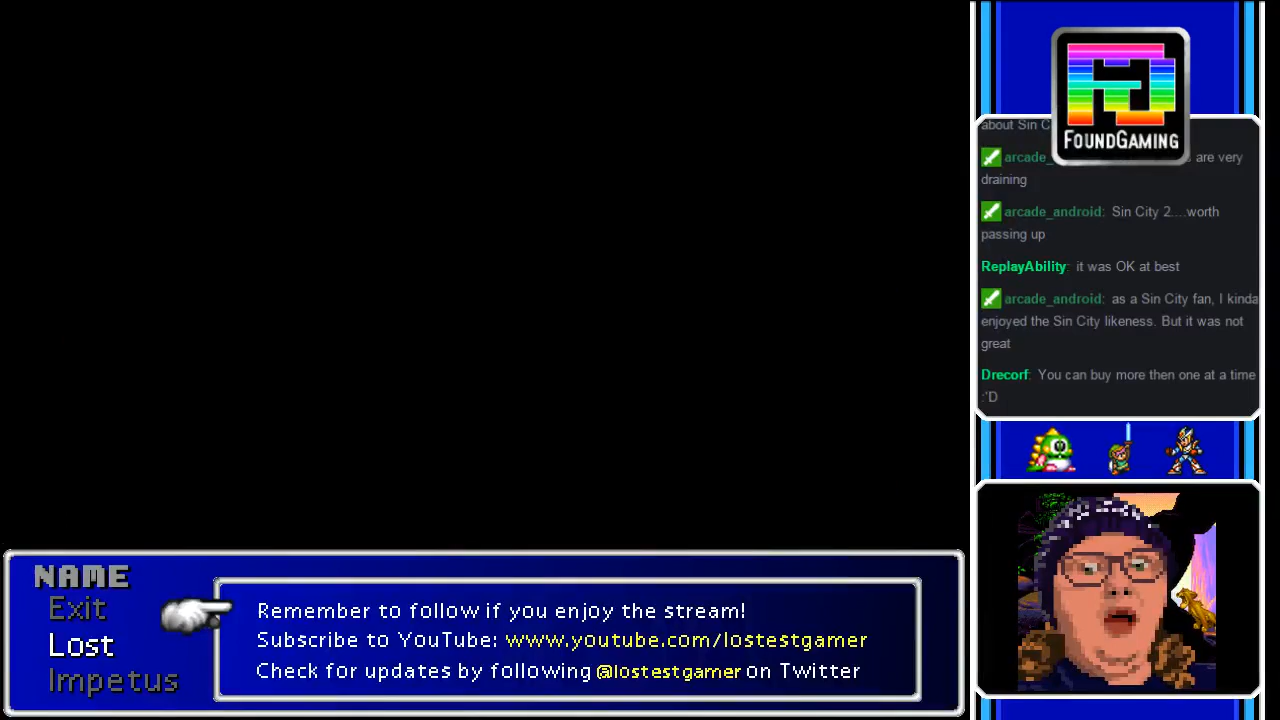 FOUNDGAMING
about Sin C
arcade_ are very
draining
arcade_android: Sin City 2....worth
passing up
ReplayAbility: it was OK at best
arcade_android: as a Sin City fan, I kinda
enjoyed the Sin City likeness. But it was not
great
Drecorf: You can buy more then one at a time
:'D
NAME
Exit
Lost
Impetus
Remember to follow if you enjoy the stream!
Subscribe to YouTube: www.youtube.com/lostestgamer
Check for updates by following @lostestgamer on Twitter